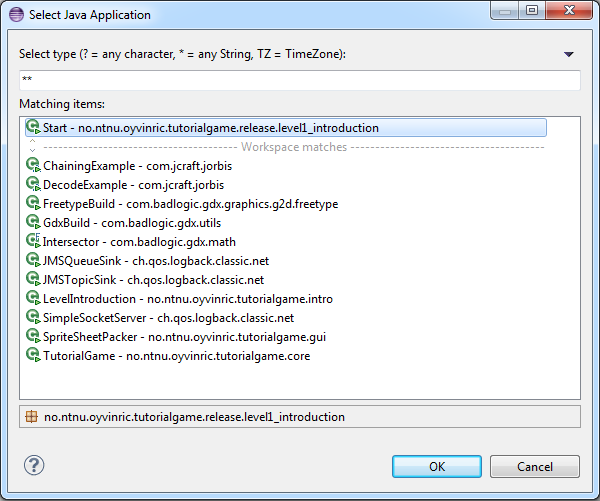 Select Java Application
Select type (? = any character, * = any String, TZ = TimeZone):
**
Matching items:
Start - no.ntnu.oyvinric.tutorialgame.release.level1_introduction
Workspace matches
ChainingExample - com.jcraft.jorbis
DecodeExample - com.jcraft.jorbis
FreetypeBuild - com.badlogic.gdx.graphics.g2d.freetype
GdxBuild - com.badlogic.gdx.utils
Intersector - com.badlogic.gdx.math
JMSQueueSink - ch.qos.logback.classic.net
JMSTopicSink - ch.qos.logback.classic.net
LevelIntroduction - no.ntnu.oyvinric.tutorialgame.intro
SimpleSocketServer - ch.qos.logback.classic.net
SpriteSheetPacker - no.ntnu.oyvinric.tutorialgame.gui
TutorialGame - no.ntnu.oyvinric.tutorialgame.core
no.ntnu.oyvinric.tutorialgame.release.level1_introduction
OK
Cancel